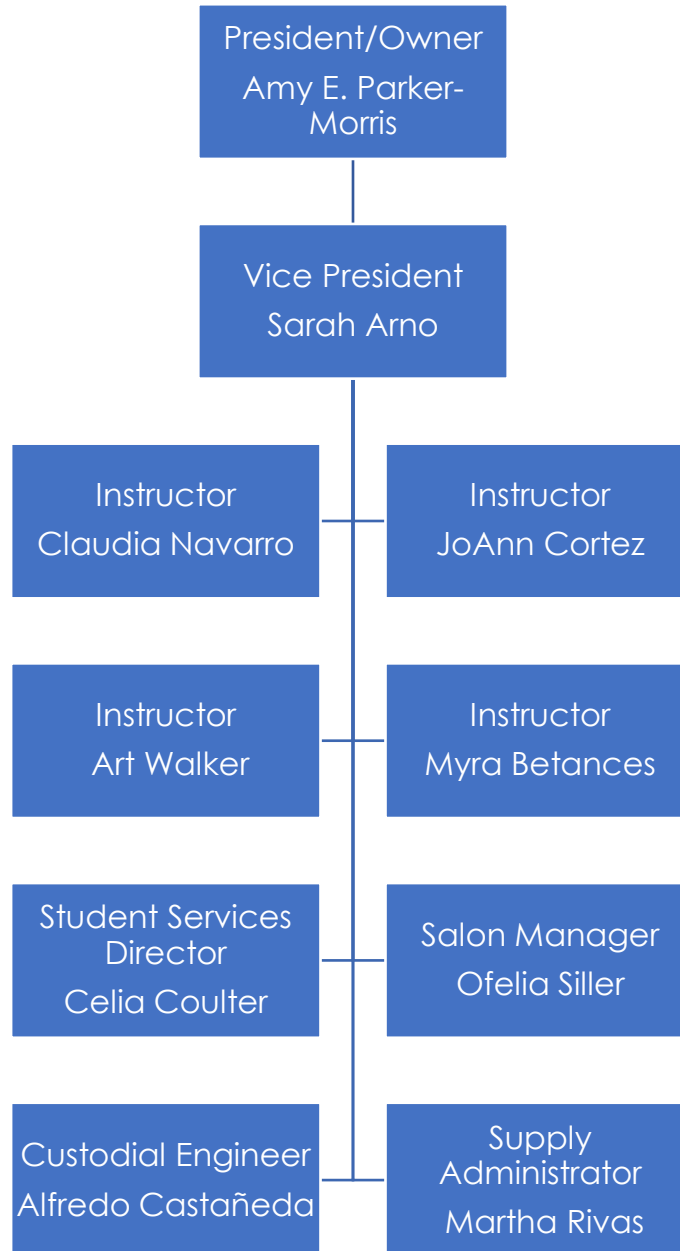 President/Owner
Amy E. Parker-
Morris
Vice President
Sarah Arno
Instructor
Claudia Navarro
Instructor
JoAnn Cortez
Instructor
Art Walker
Instructor
Myra Betances
Student Services
Director
Celia Coulter
Salon Manager
Ofelia Siller
Custodial Engineer
Alfredo Castañeda
Supply
Administrator
Martha Rivas